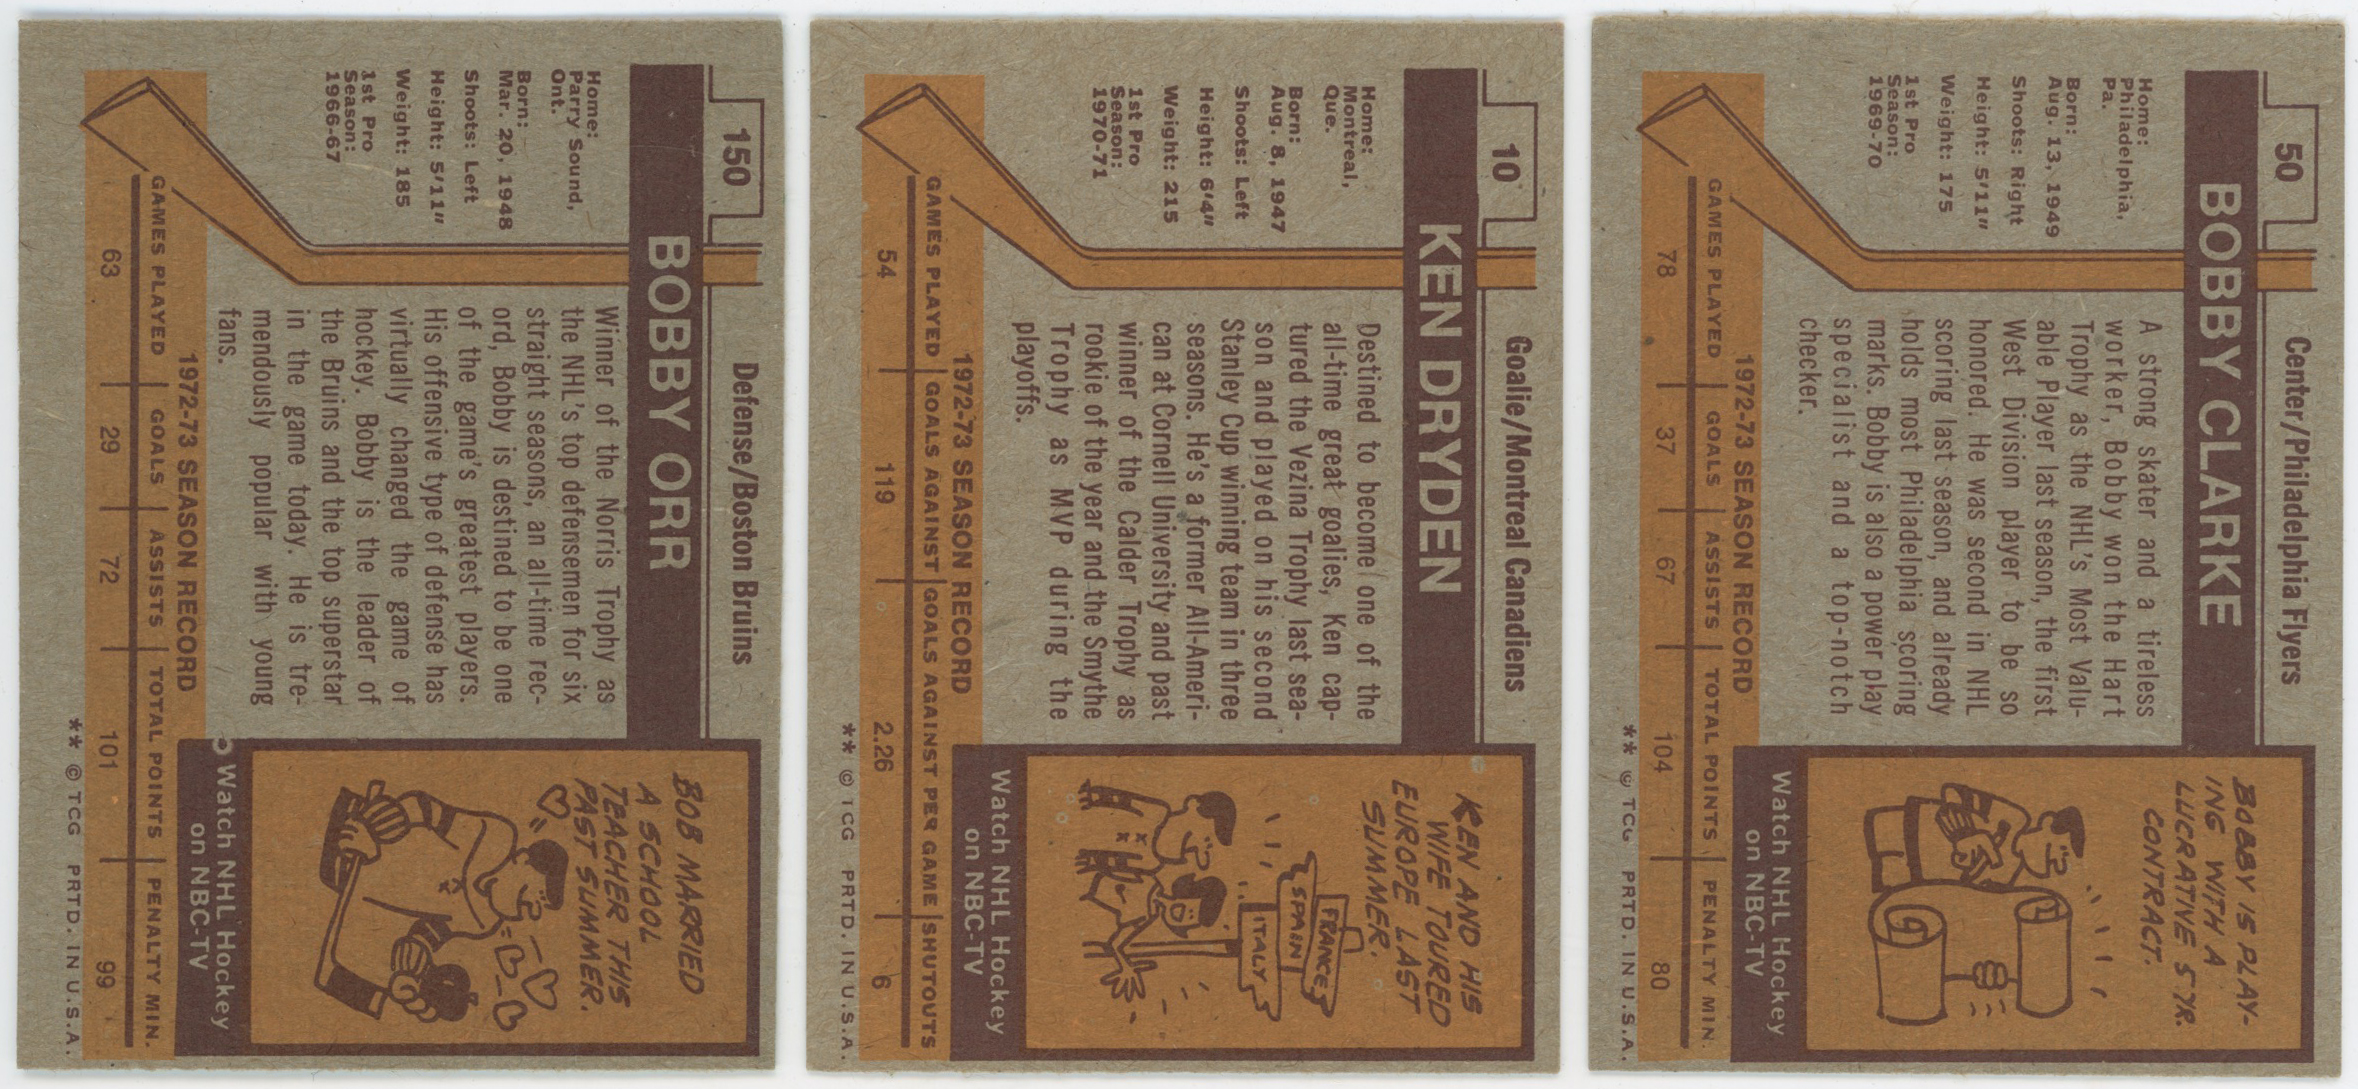 150
Defense/Boston Bruins
BOBBY ORR
Home:
Parry Sound,
Ont.
Born:
Mar. 20, 1948
Shoots: Left
Height: 5'11"
Weight: 185
1st Pro
Season:
1966-67
Winner of the Norris Trophy as
the NHL's top defensemen for six
straight seasons, an all-time rec-
ord, Bobby is destined to be one
of the game's greatest players.
His offensive type of defense has
virtually changed the game of
hockey. Bobby is the leader of
the Bruins and the top superstar
in the game today. He is tre-
mendously popular with young
fans.
BOB MARRIED
A SCHOOL
TEACHER THIS
PAST SUMMER.
Watch NHL Hockey
on NBC-TV
1972-73 SEASON RECORD
GAMES PLAYED | GOALS | ASSISTS | TOTAL POINTS | PENALTY MIN.
63 29 72 101 99
** © TCG PRTD. IN U.S.A.
10
Goalie/Montreal Canadiens
KEN DRYDEN
Home:
Montreal,
Que.
Born:
Aug. 8, 1947
Shoots: Left
Height: 6'4"
Weight: 215
1st Pro
Season:
1970-71
Destined to become one of the
all-time great goalies, Ken cap-
tured the Vezina Trophy last sea-
son and played on his second
Stanley Cup winning team in three
seasons. He's a former All-Ameri-
can at Cornell University and past
winner of the Calder Trophy as
rookie of the year and the Smythe
Trophy as MVP during the
playoffs.
KEN AND HIS
WIFE TOURED
EUROPE LAST
SUMMER.
FRANCE
SPAIN
ITALY
Watch NHL Hockey
on NBC-TV
1972-73 SEASON RECORD
GAMES PLAYED | GOALS AGAINST | GOALS AGAINST PER GAME | SHUTOUTS
54 119 2.26 6
** © TCG PRTD. IN U.S.A.
50
Center/Philadelphia Flyers
BOBBY CLARKE
Home:
Philadelphia,
Pa.
Born:
Aug. 13, 1949
Shoots: Right
Height: 5'11"
Weight: 175
1st Pro
Season:
1969-70
A strong skater and a tireless
worker, Bobby won the Hart
Trophy as the NHL's Most Valu-
able Player last season, the first
West Division player to be so
honored. He was second in NHL
scoring last season, and already
holds most Philadelphia scoring
marks. Bobby is also a power play
specialist and a top-notch
checker.
BOBBY IS PLAY-
ING WITH A
LUCRATIVE 5 YR.
CONTRACT.
Watch NHL Hockey
on NBC-TV
1972-73 SEASON RECORD
GAMES PLAYED | GOALS | ASSISTS | TOTAL POINTS | PENALTY MIN.
78 37 67 104 80
** © TCG PRTD. IN U.S.A.